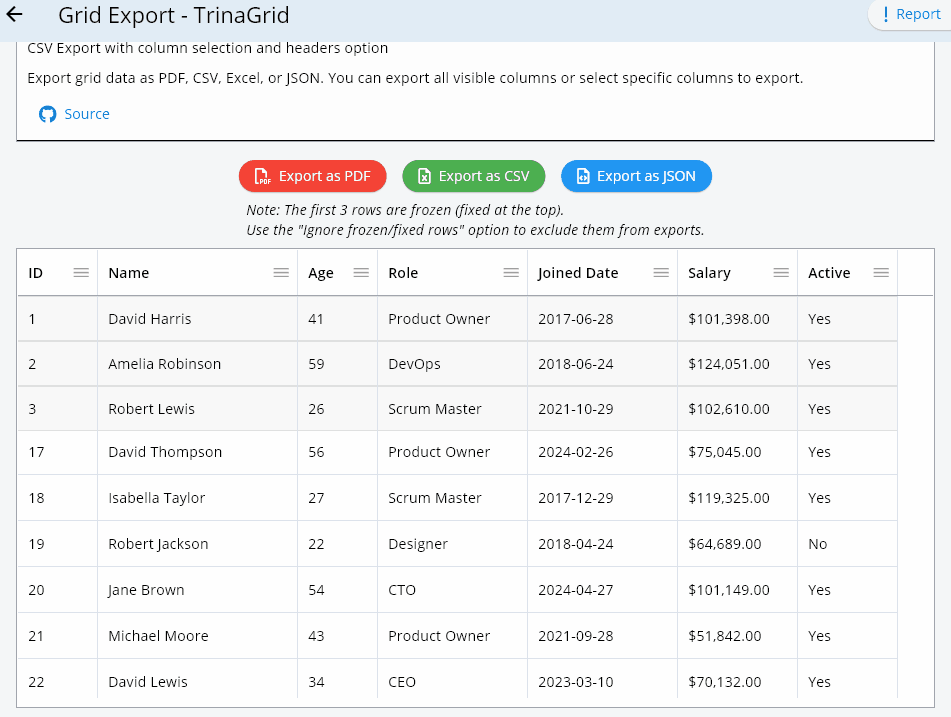 Grid Export - TrinaGrid
Report
CSV Export with column selection and headers option
Export grid data as PDF, CSV, Excel, or JSON. You can export all visible columns or select specific columns to export.
Source
Export as PDF Export as CSV Export as JSON
Note: The first 3 rows are frozen (fixed at the top).
Use the "Ignore frozen/fixed rows" option to exclude them from exports.
ID Name Age Role Joined Date Salary Active
1 David Harris 41 Product Owner 2017-06-28 $101,398.00 Yes
2 Amelia Robinson 59 DevOps 2018-06-24 $124,051.00 Yes
3 Robert Lewis 26 Scrum Master 2021-10-29 $102,610.00 Yes
17 David Thompson 56 Product Owner 2024-02-26 $75,045.00 Yes
18 Isabella Taylor 27 Scrum Master 2017-12-29 $119,325.00 Yes
19 Robert Jackson 22 Designer 2018-04-24 $64,689.00 No
20 Jane Brown 54 CTO 2024-04-27 $101,149.00 Yes
21 Michael Moore 43 Product Owner 2021-09-28 $51,842.00 Yes
22 David Lewis 34 CEO 2023-03-10 $70,132.00 Yes